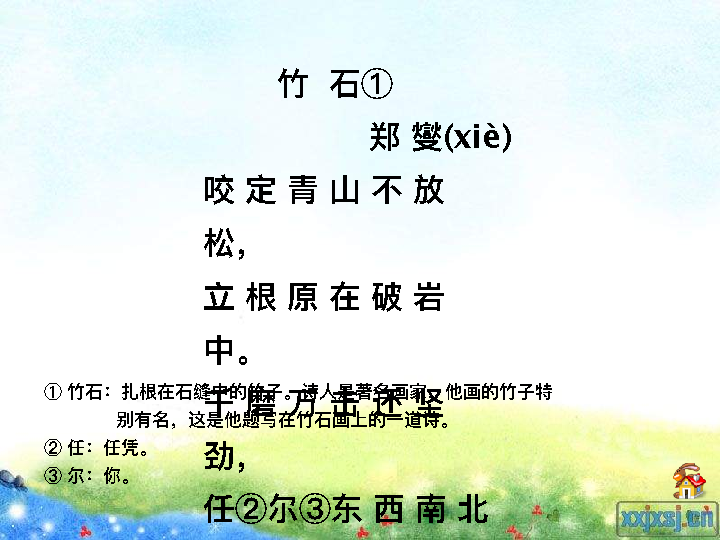 竹 石①
郑 燮(xiè)
咬 定 青 山 不 放
松，
立 根 原 在 破 岩
中。
① 竹石：扎根在石缝中的竹子。诗人是著名画家，他画的竹子特
千 磨 万 击 还 坚
别有名，这是他题写在竹石画上的一道诗。
② 任：任凭。
劲，
③ 尔：你。
任②尔③东 西 南 北
xxjxsj.cn